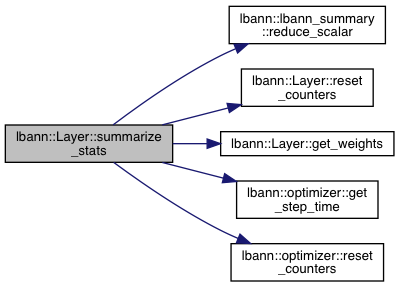 lbann::lbann_summary
::reduce_scalar
lbann::Layer::reset
_counters
lbann::Layer::summarize
_stats
lbann::Layer::get_weights
lbann::optimizer::get
_step_time
lbann::optimizer::reset
_counters